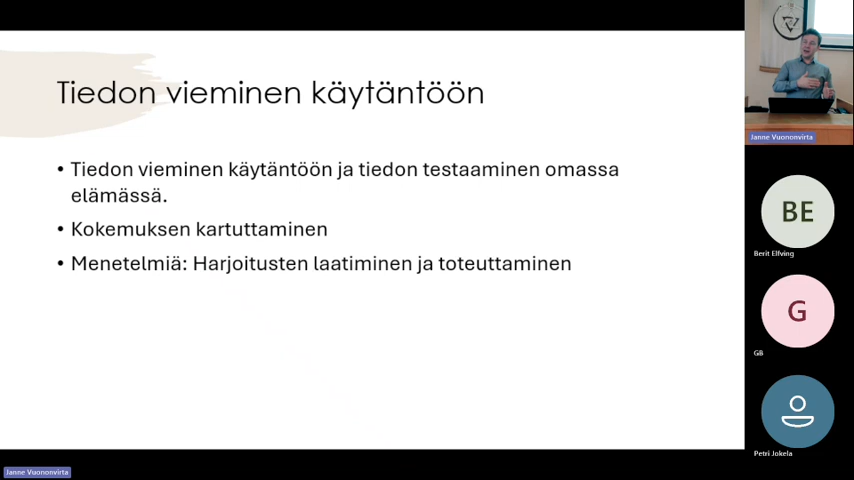 Tiedon vieminen käytäntöön
• Tiedon vieminen käytäntöön ja tiedon testaaminen omassa
elämässä.
• Kokemuksen kartuttaminen
• Menetelmiä: Harjoitusten laatiminen ja toteuttaminen
Janne Vuononvirta
BE
Berit Elfving
G
GB
Petri Jokela
Janne Vuononvirta